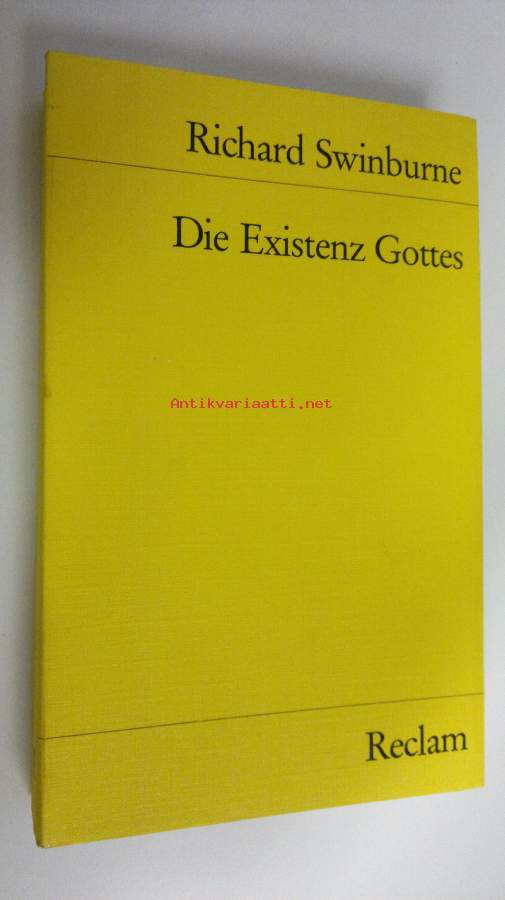 Richard Swinburne
Die Existenz Gottes
Antikvariaatti.net
Reclam